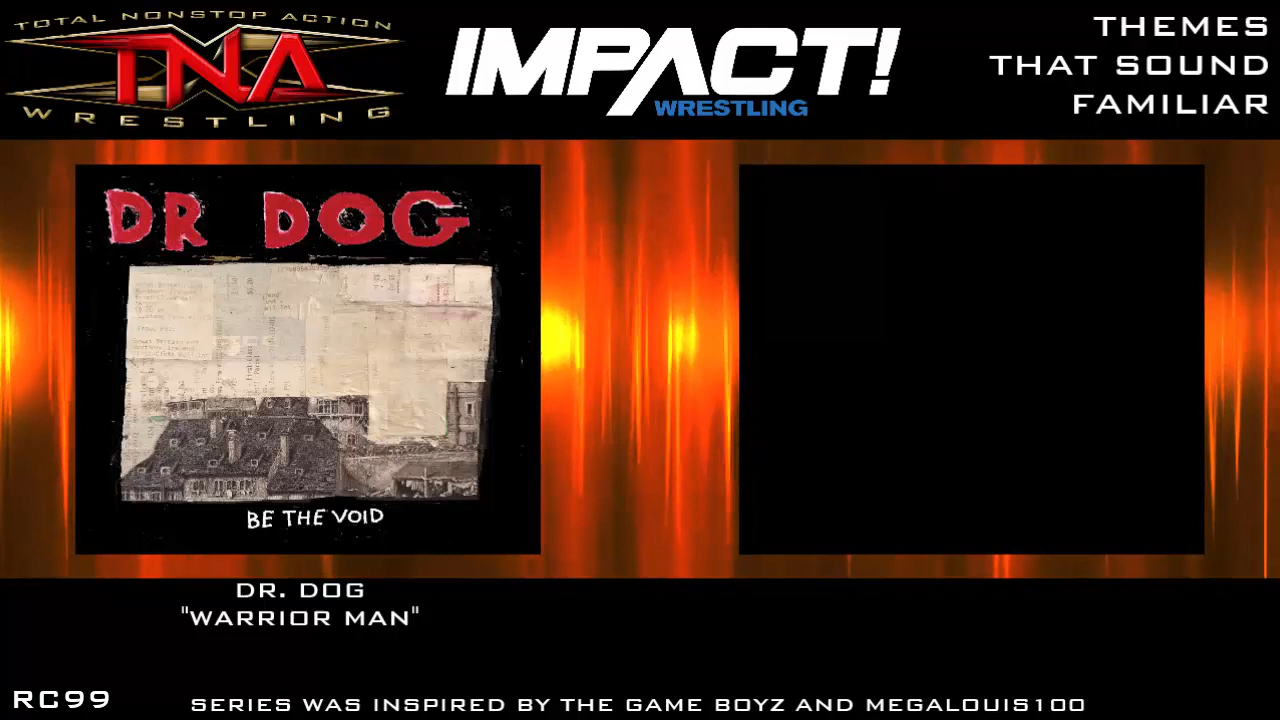 TOTAL NONSTOP ACTION
TNA
WRESTLING
IMPACT!
WRESTLING
THEMES
THAT SOUND
FAMILIAR
DR DOG
BE THE VOID
DR. DOG
"WARRIOR MAN"
RC99
SERIES WAS INSPIRED BY THE GAME BOYZ AND MEGALOUIS100